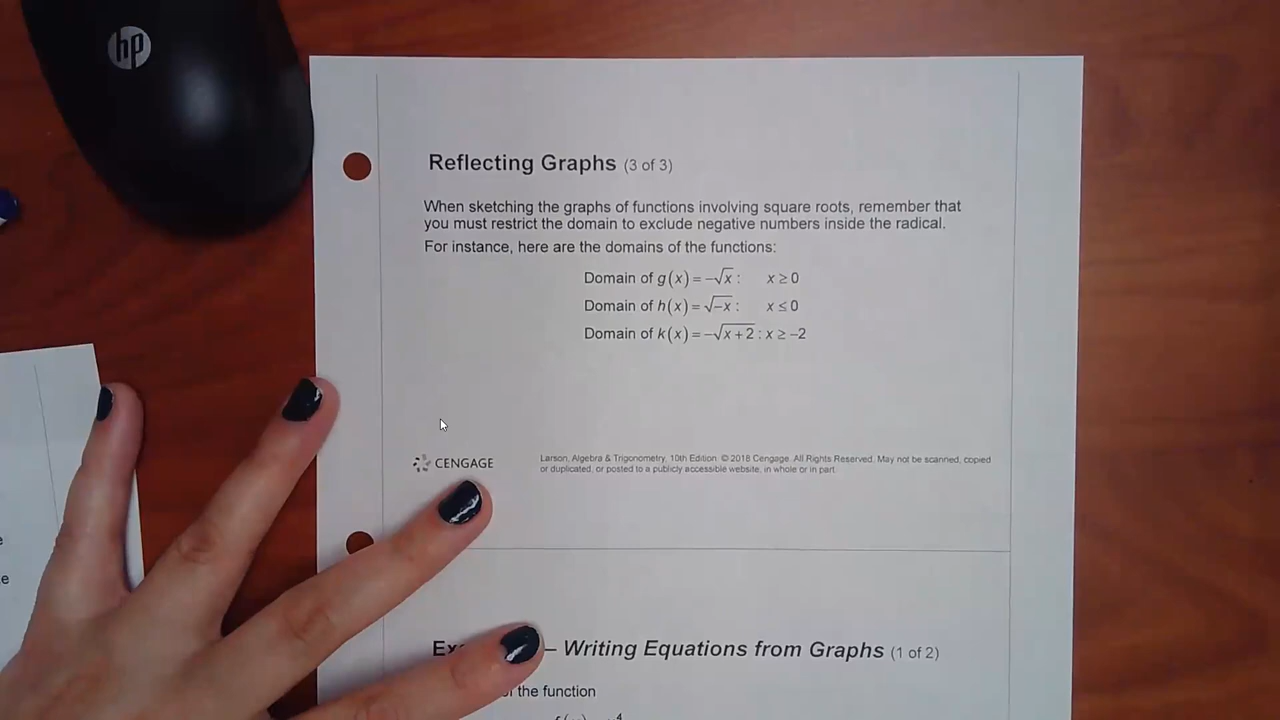 hp
Reflecting Graphs (3 of 3)
When sketching the graphs of functions involving square roots, remember that
you must restrict the domain to exclude negative numbers inside the radical.
For instance, here are the domains of the functions:
Domain of g(x) = −√x : x ≥ 0
Domain of h(x) = √−x : x ≤ 0
Domain of k(x) = −√x + 2 : x ≥ −2
CENGAGE
Larson, Algebra & Trigonometry, 10th Edition. © 2018 Cengage. All Rights Reserved. May not be scanned, copied
or duplicated, or posted to a publicly accessible website, in whole or in part.
– Writing Equations from Graphs (1 of 2)
the function